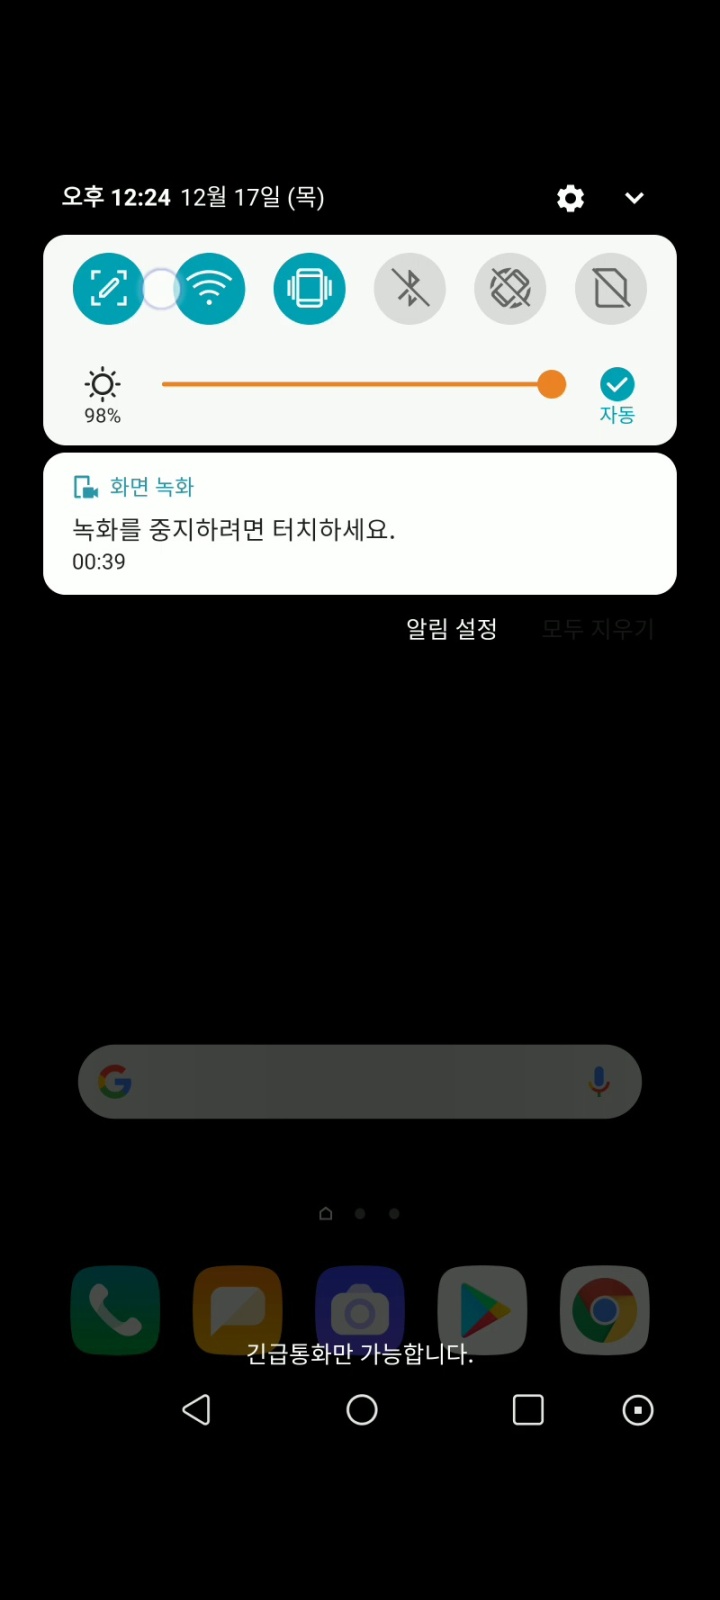 오후 12:24 12월 17일 (목)
98%
자동
화면 녹화
녹화를 중지하려면 터치하세요.
00:39
알림 설정 모두 지우기
긴급통화만 가능합니다.